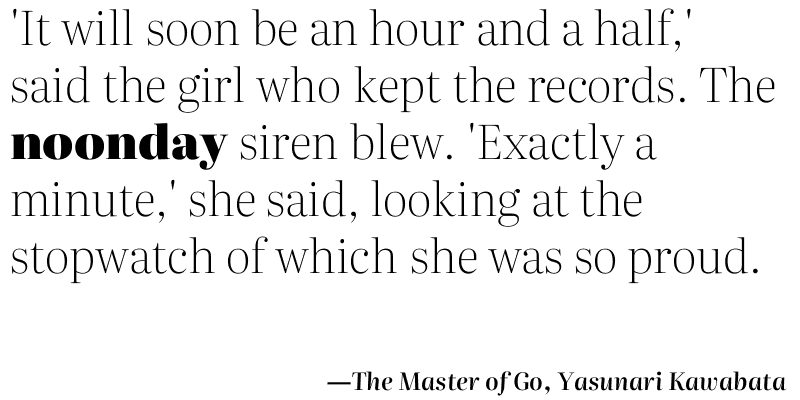 'It will soon be an hour and a half,'
said the girl who kept the records. The
noonday siren blew. 'Exactly a
minute,' she said, looking at the
stopwatch of which she was so proud.
—The Master of Go, Yasunari Kawabata